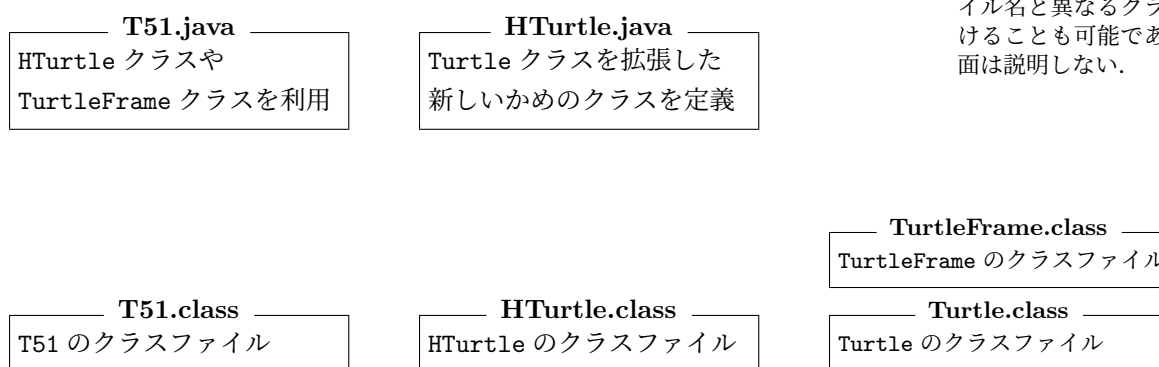 イル名と異なるクラ
けることも可能であ
面は説明しない.
T51.java
HTurtle クラスや
TurtleFrame クラスを利用
HTurtle.java
Turtle クラスを拡張した
新しいかめのクラスを定義
TurtleFrame.class
TurtleFrame のクラスファイル
T51.class
T51 のクラスファイル
HTurtle.class
HTurtle のクラスファイル
Turtle.class
Turtle のクラスファイル